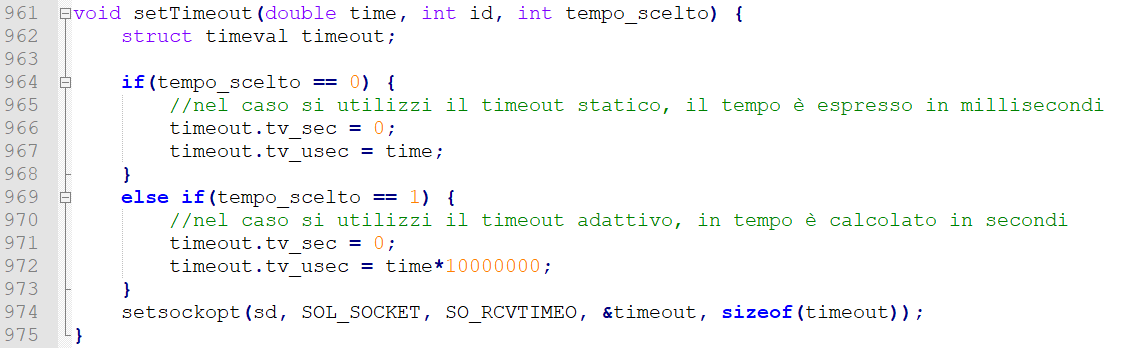 961 void setTimeout(double time, int id, int tempo_scelto) {
962     struct timeval timeout;
963
964     if(tempo_scelto == 0) {
965         //nel caso si utilizzi il timeout statico, il tempo è espresso in millisecondi
966         timeout.tv_sec = 0;
967         timeout.tv_usec = time;
968     }
969     else if(tempo_scelto == 1) {
970         //nel caso si utilizzi il timeout adattivo, in tempo è calcolato in secondi
971         timeout.tv_sec = 0;
972         timeout.tv_usec = time*10000000;
973     }
974     setsockopt(sd, SOL_SOCKET, SO_RCVTIMEO, &timeout, sizeof(timeout));
975 }